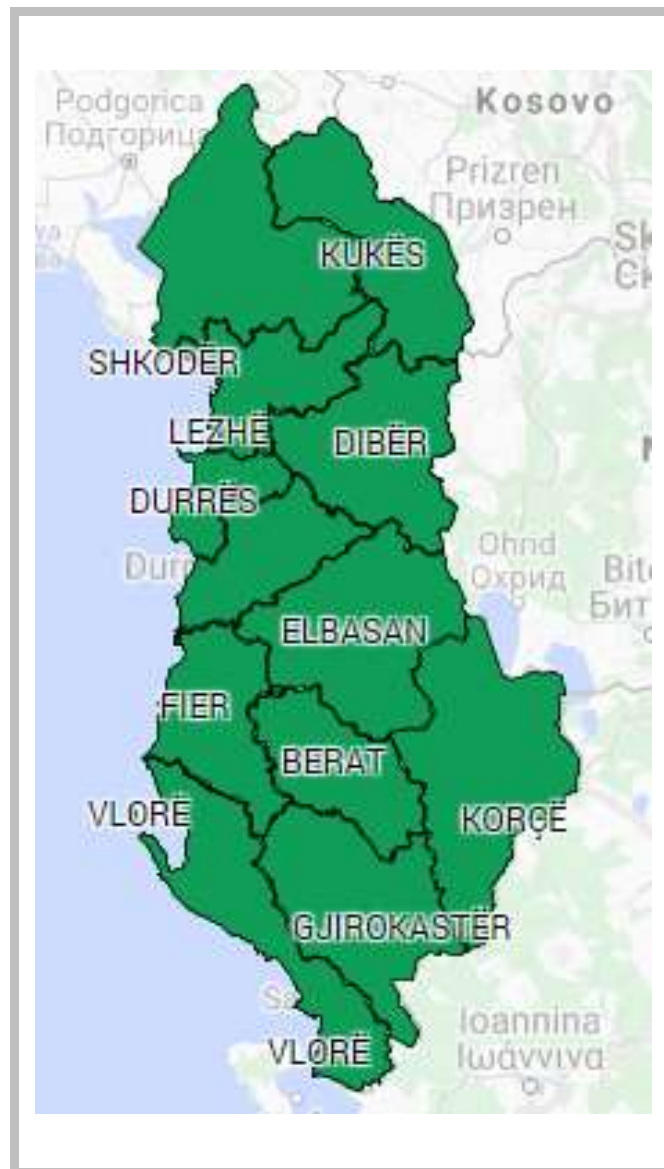 Podgorica
Kosovo
Подгорица
Prizren
Призрен
KUKËS
SHKODËR
LEZHË
DIBËR
DURRËS
Ohrid
Охрид
ELBASAN
FIER
BERAT
VLORË
KORÇË
GJIROKASTËR
Ioannina
Ιωάννινα
VLORË